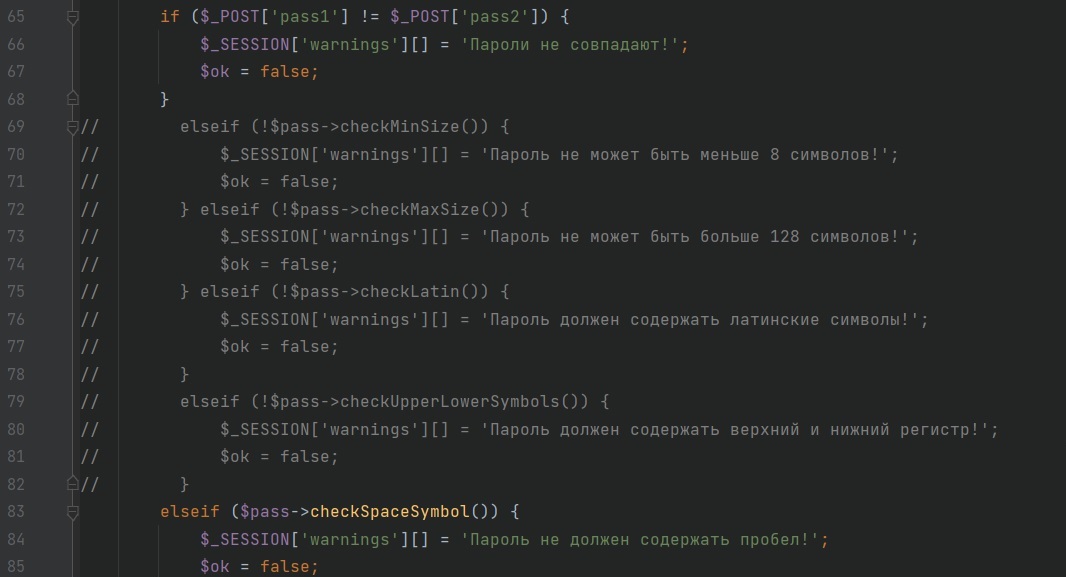 65 if ($_POST['pass1'] != $_POST['pass2']) {
66 $_SESSION['warnings'][] = 'Пароли не совпадают!';
67 $ok = false;
68 }
69 // elseif (!$pass->checkMinSize()) {
70 // $_SESSION['warnings'][] = 'Пароль не может быть меньше 8 символов!';
71 // $ok = false;
72 // } elseif (!$pass->checkMaxSize()) {
73 // $_SESSION['warnings'][] = 'Пароль не может быть больше 128 символов!';
74 // $ok = false;
75 // } elseif (!$pass->checkLatin()) {
76 // $_SESSION['warnings'][] = 'Пароль должен содержать латинские символы!';
77 // $ok = false;
78 // }
79 // elseif (!$pass->checkUpperLowerSymbols()) {
80 // $_SESSION['warnings'][] = 'Пароль должен содержать верхний и нижний регистр!';
81 // $ok = false;
82 // }
83 elseif ($pass->checkSpaceSymbol()) {
84 $_SESSION['warnings'][] = 'Пароль не должен содержать пробел!';
85 $ok = false;